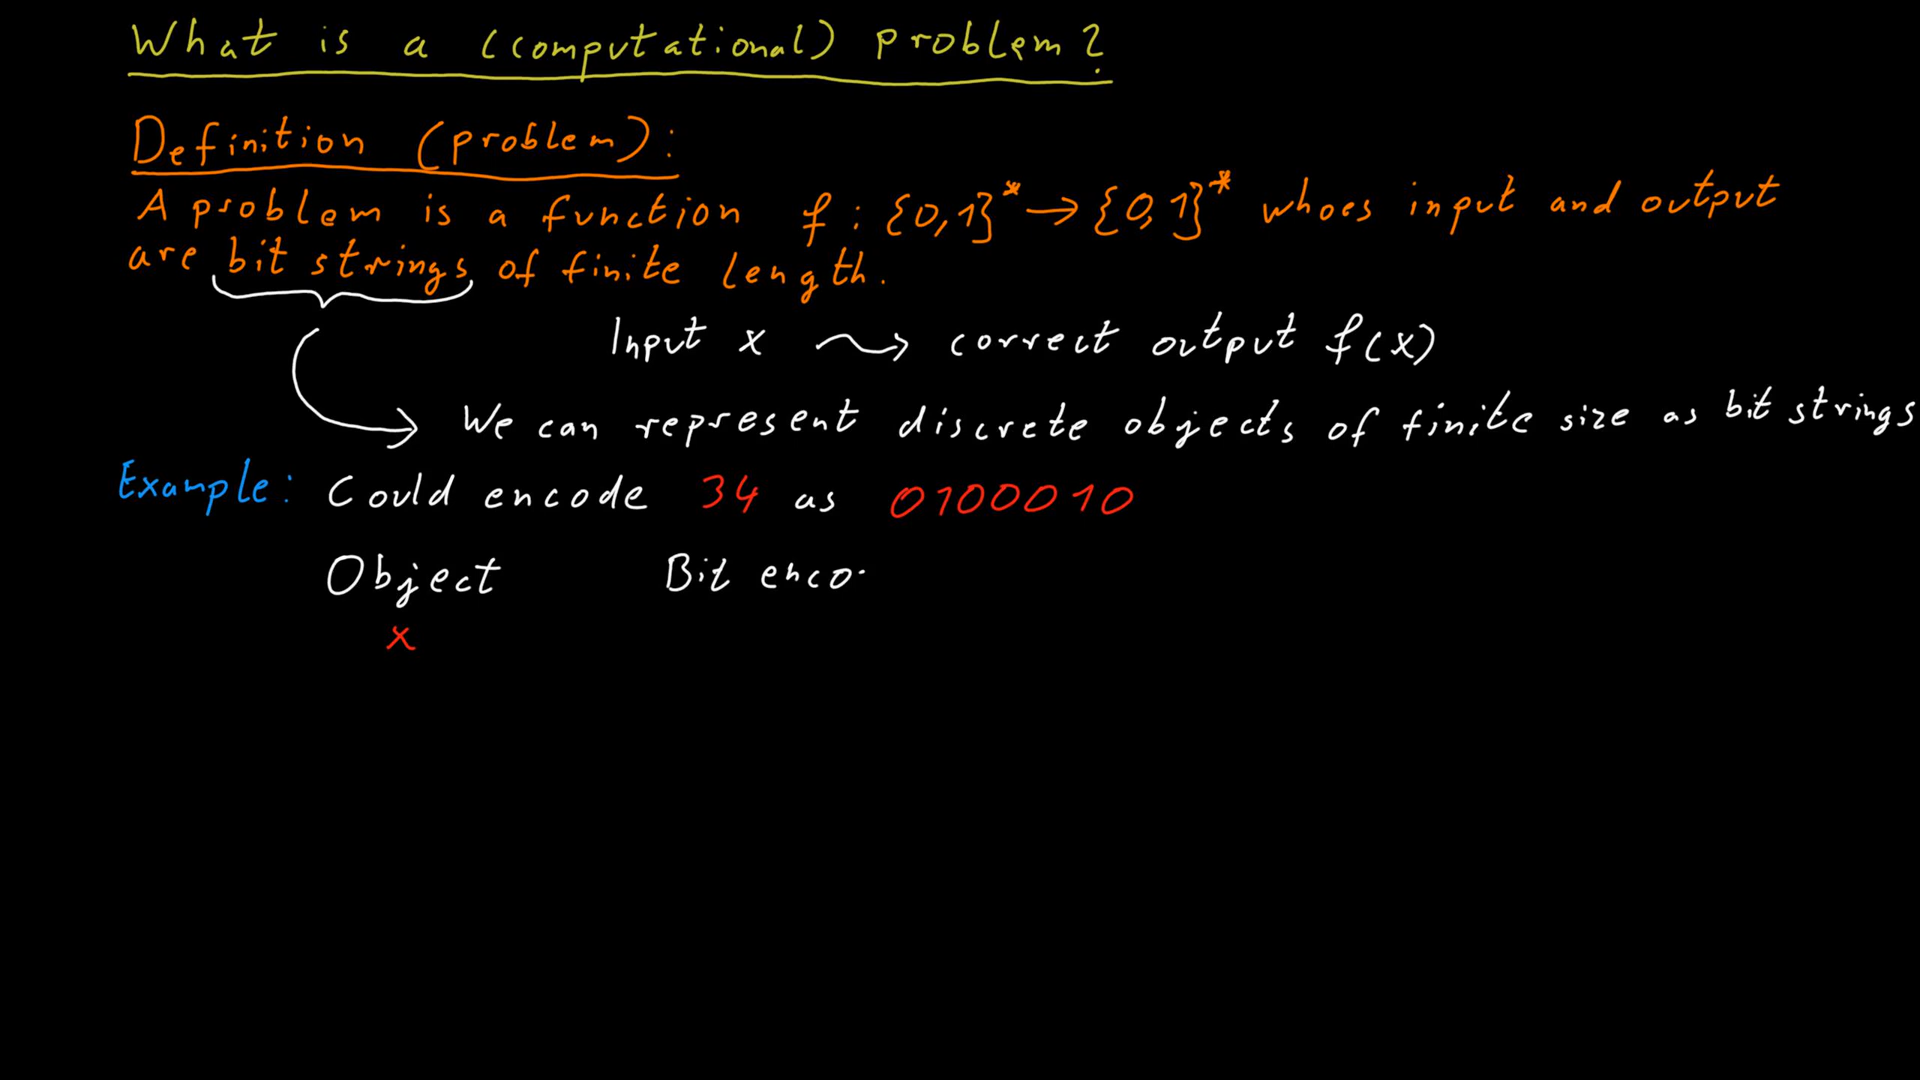 What is a (computational) problem?
Definition (problem):
A problem is a function f : {0,1}* → {0,1}* whoes input and output
are bit strings of finite length.
Input x ⤳ correct output f(x)
We can represent discrete objects of finite size as bit strings
Example: Could encode 34 as 0100010
Object Bit enco
x